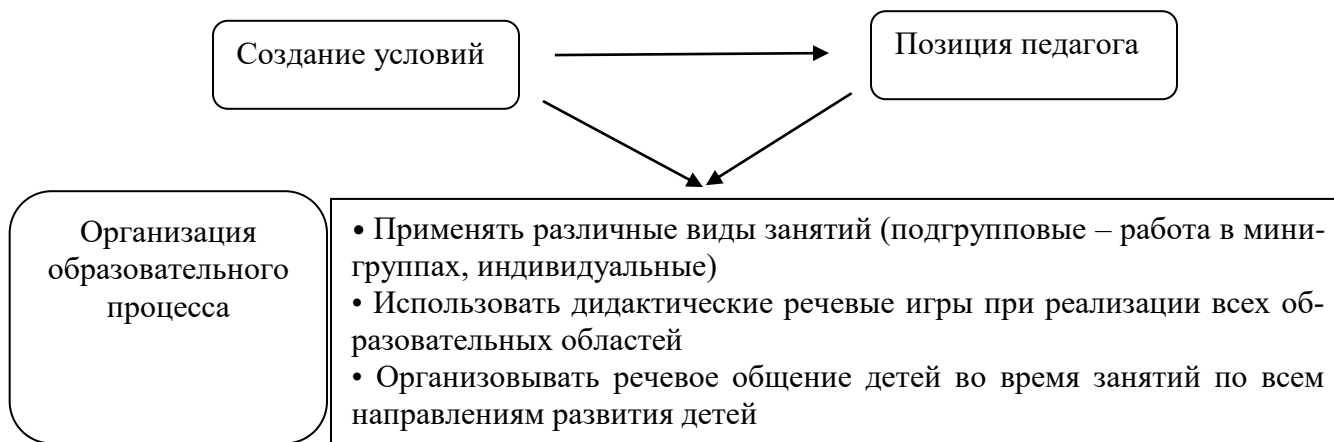 Создание условий
Позиция педагога
Организация
образовательного
процесса
• Применять различные виды занятий (подгрупповые – работа в мини-
группах, индивидуальные)
• Использовать дидактические речевые игры при реализации всех об-
разовательных областей
• Организовывать речевое общение детей во время занятий по всем
направлениям развития детей